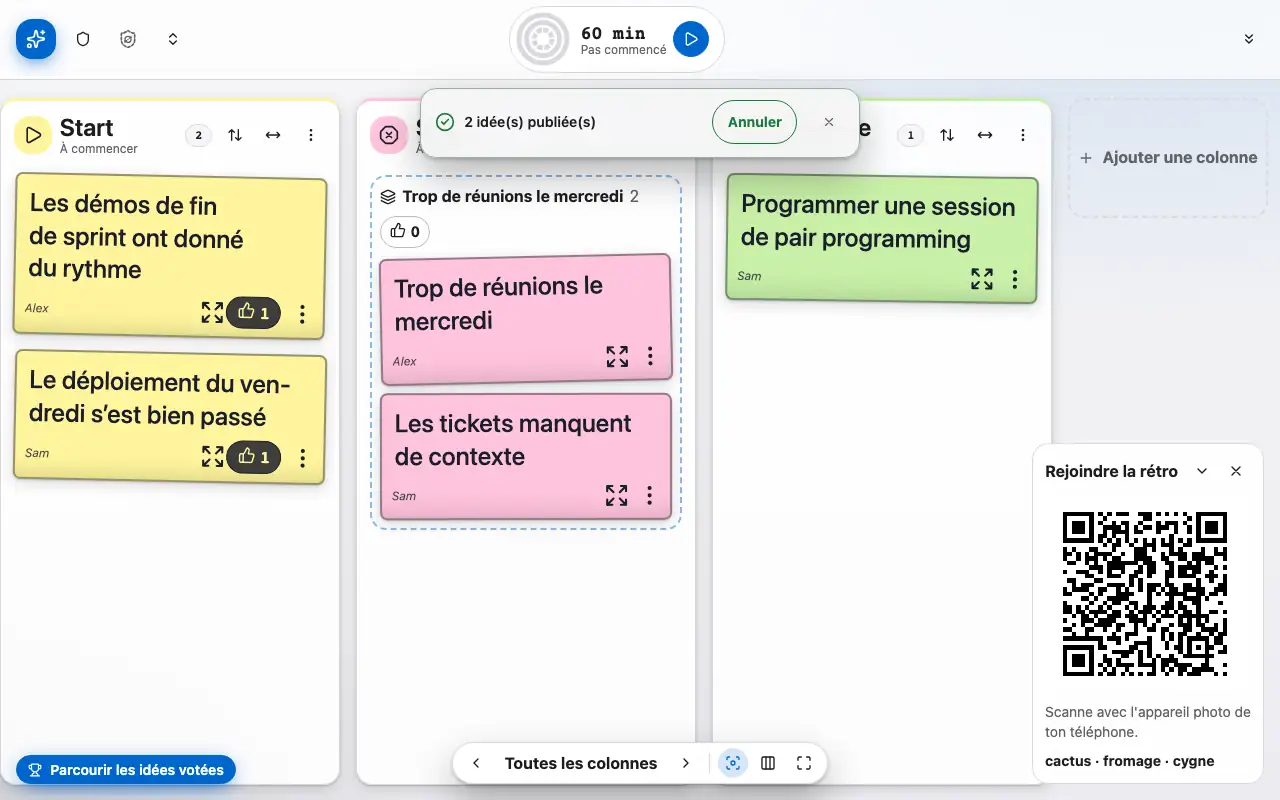 60 min
Pas commencé
2 idée(s) publiée(s)
Annuler
Start
À commencer
2
Les démos de fin
de sprint ont donné
du rythme
Alex
1
Le déploiement du ven-
dredi s’est bien passé
Sam
1
Trop de réunions le mercredi 2
0
Trop de réunions le
mercredi
Alex
Les tickets manquent
de contexte
Sam
1
Programmer une session
de pair programming
Sam
+ Ajouter une colonne
Rejoindre la rétro
Scanne avec l'appareil photo de
ton téléphone.
cactus · fromage · cygne
Parcourir les idées votées
Toutes les colonnes